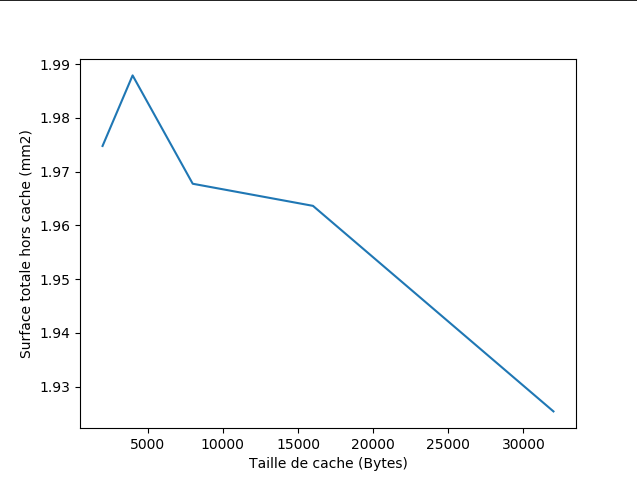 1.99
1.98
1.97
1.96
1.95
1.94
1.93
Surface totale hors cache (mm2)
5000 10000 15000 20000 25000 30000
Taille de cache (Bytes)